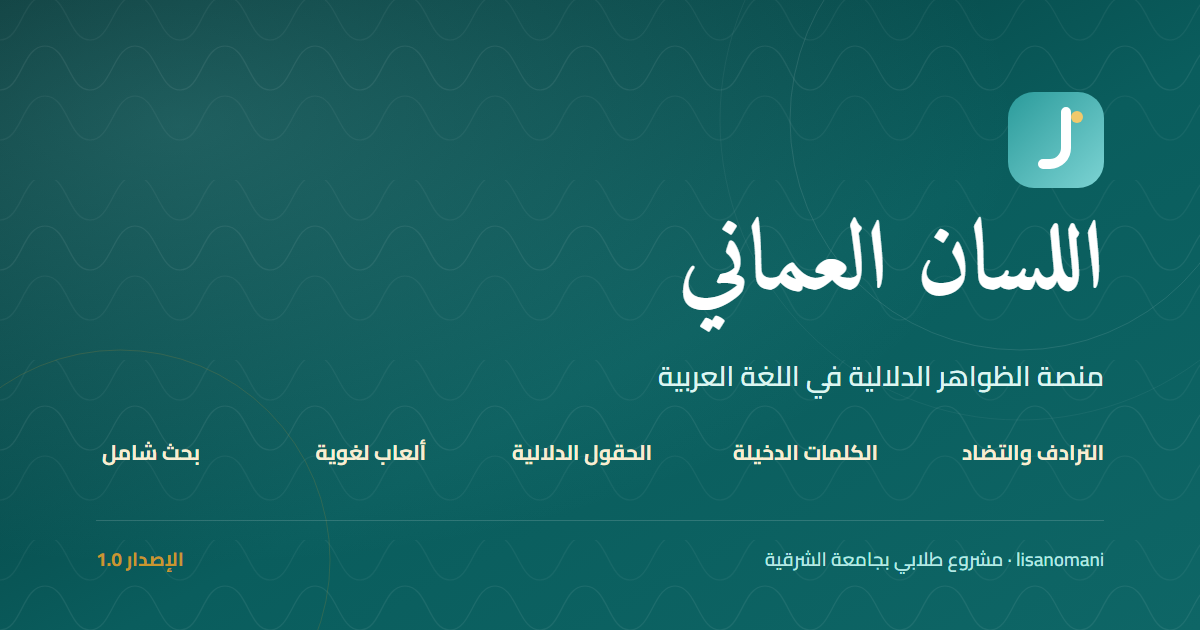 اللسان العماني
منصة الظواهر الدلالية في اللغة العربية
الترادف والتضاد الكلمات الدخيلة الحقول الدلالية ألعاب لغوية بحث شامل
lisanomani · مشروع طلابي بجامعة الشرقية الإصدار 1.0